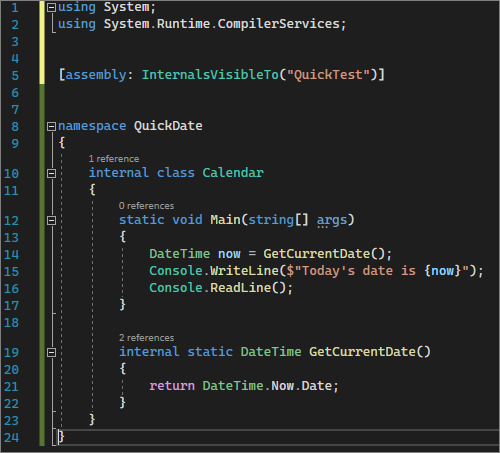 1 using System;
2 using System.Runtime.CompilerServices;
3
4
5 [assembly: InternalsVisibleTo("QuickTest")]
6
7
8 namespace QuickDate
9 {
1 reference
10 internal class Calendar
11 {
0 references
12 static void Main(string[] args)
13 {
14 DateTime now = GetCurrentDate();
15 Console.WriteLine($"Today's date is {now}");
16 Console.ReadLine();
17 }
18
2 references
19 internal static DateTime GetCurrentDate()
20 {
21 return DateTime.Now.Date;
22 }
23 }
24 }